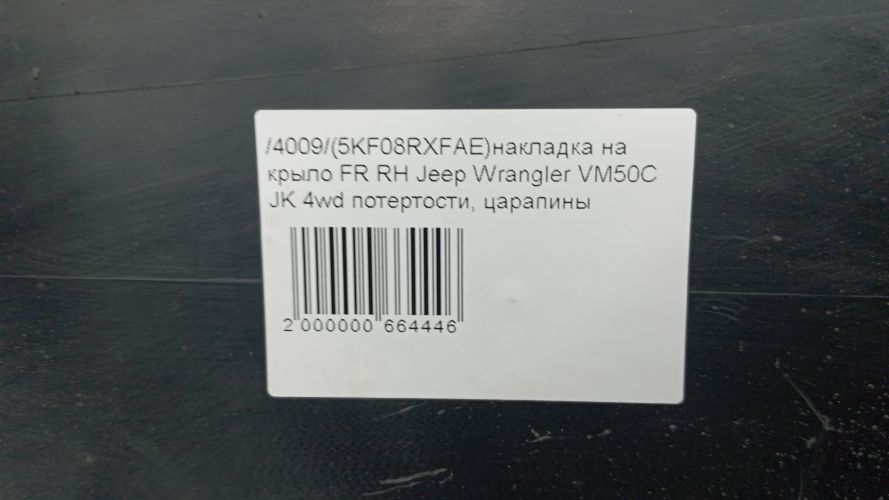 /4009/(5KF08RXFAE)накладка на
крыло FR RH Jeep Wrangler VM50C
JK 4wd потертости, царапины
2 000000 664446